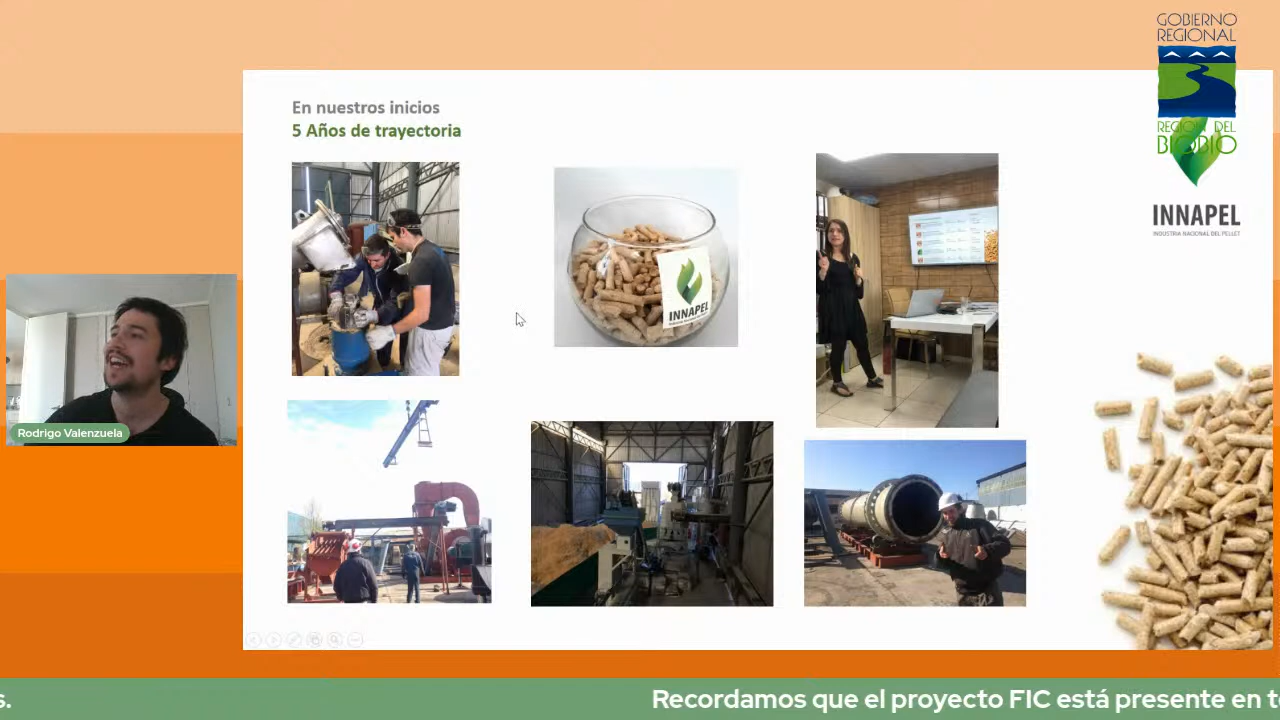 GOBIERNO
REGIONAL
REGIÓN DEL
BIOBIO
INNAPEL
INDUSTRIA NACIONAL DEL PELLET
En nuestros inicios
5 Años de trayectoria
INNAPEL
Rodrigo Valenzuela
s.
Recordamos que el proyecto FIC está presente en t